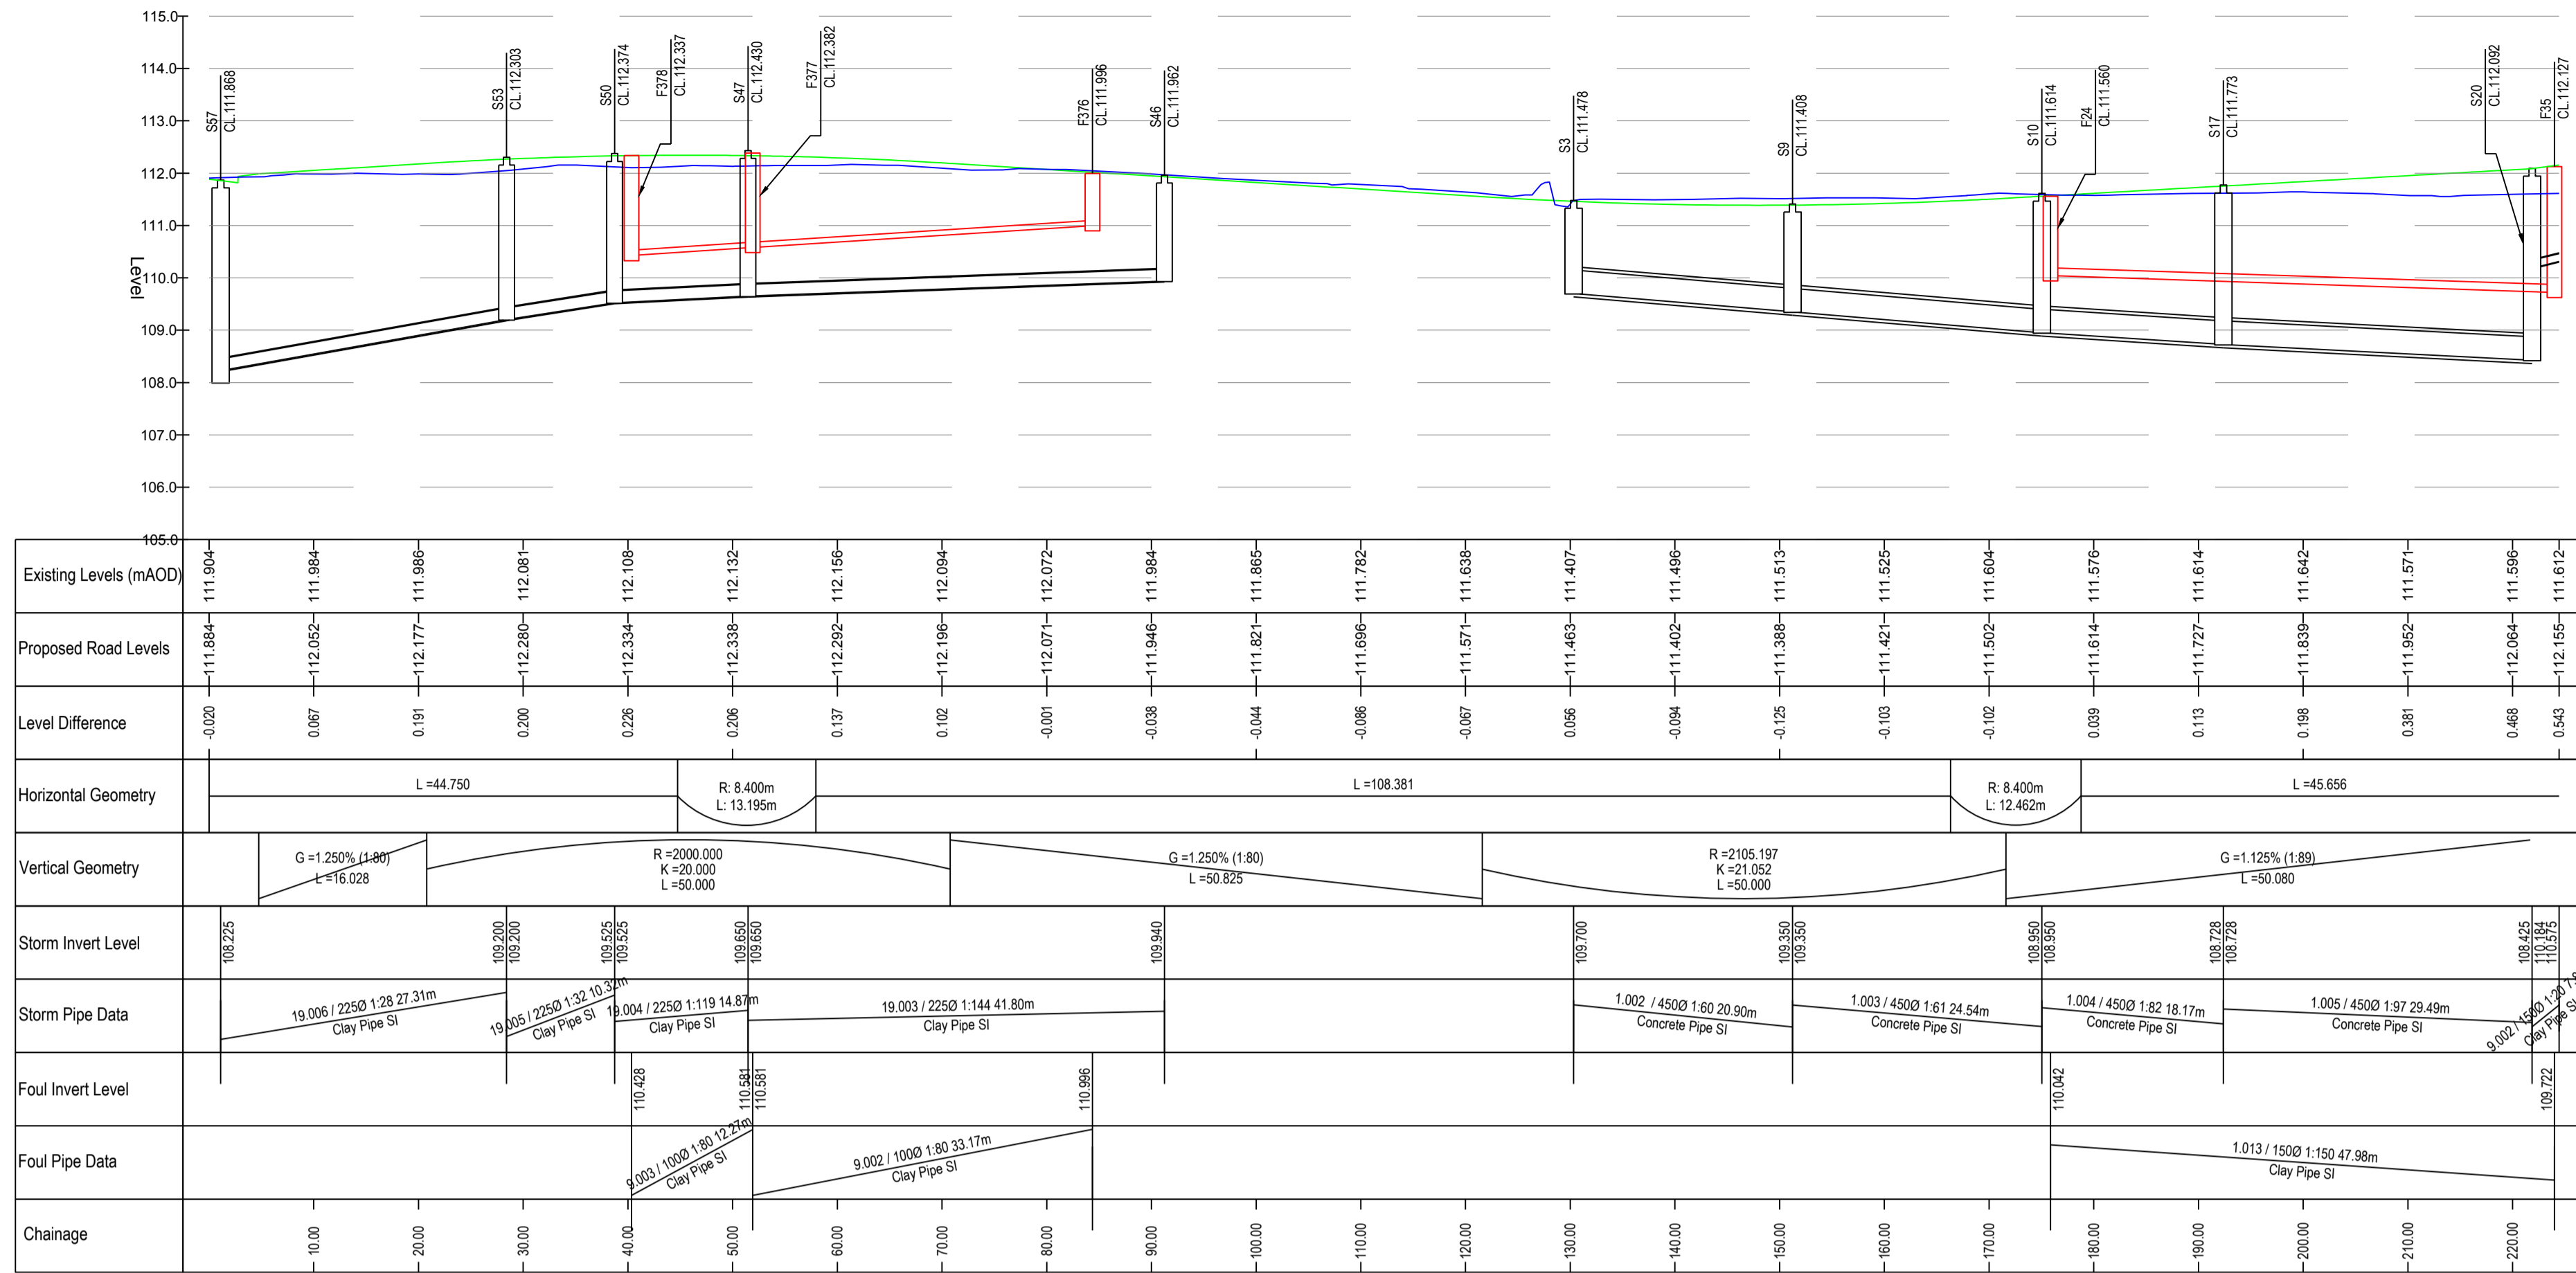 115.0
114.0
113.0
112.0
111.0
110.0
109.0
108.0
107.0
106.0
105.0
Level
S57
CL.111.868
S53
CL.112.303
S50
CL.112.374
F378
CL.112.337
S47
CL.112.430
F377
CL.112.382
F376
CL.111.996
S46
CL.111.962
S3
CL.111.478
S9
CL.111.408
S10
CL.111.614
F24
CL.111.560
S17
CL.111.773
S20
CL.112.092
F35
CL.112.127
Existing Levels (mAOD)
111.904 111.984 111.986 112.081 112.108 112.132 112.156 112.094 112.072 111.984 111.865 111.782 111.638 111.407 111.496 111.513 111.525 111.604 111.576 111.614 111.642 111.571 111.596 111.612
Proposed Road Levels
111.884 112.052 112.177 112.280 112.334 112.338 112.292 112.196 112.071 111.946 111.821 111.696 111.571 111.463 111.402 111.388 111.421 111.502 111.614 111.727 111.839 111.952 112.064 112.155
Level Difference
-0.020 0.067 0.191 0.200 0.226 0.206 0.137 0.102 -0.001 -0.038 -0.044 -0.086 -0.067 0.056 -0.094 -0.125 -0.103 -0.102 0.039 0.113 0.198 0.381 0.468 0.543
Horizontal Geometry
L =44.750
R: 8.400m
L: 13.195m
L =108.381
R: 8.400m
L: 12.462m
L =45.656
Vertical Geometry
G =1.250% (1:80)
L =16.028
R =2000.000
K =20.000
L =50.000
G =1.250% (1:80)
L =50.825
R =2105.197
K =21.052
L =50.000
G =1.125% (1:89)
L =50.080
Storm Invert Level
108.225 109.200 109.200 109.525 109.525 109.650 109.650 109.940 109.700 109.350 109.350 108.950 108.950 108.728 108.728 108.425 110.184 110.575
Storm Pipe Data
19.006 / 225Ø 1:28 27.31m
Clay Pipe SI
19.005 / 225Ø 1:32 10.32m
Clay Pipe SI
19.004 / 225Ø 1:119 14.87m
Clay Pipe SI
19.003 / 225Ø 1:144 41.80m
Clay Pipe SI
1.002 / 450Ø 1:60 20.90m
Concrete Pipe SI
1.003 / 450Ø 1:61 24.54m
Concrete Pipe SI
1.004 / 450Ø 1:82 18.17m
Concrete Pipe SI
1.005 / 450Ø 1:97 29.49m
Concrete Pipe SI
9.002 / 150Ø 1:20
Clay Pipe
Foul Invert Level
110.428 110.581 110.581 110.996 110.042 109.722
Foul Pipe Data
9.003 / 100Ø 1:80 12.27m
Clay Pipe SI
9.002 / 100Ø 1:80 33.17m
Clay Pipe SI
1.013 / 150Ø 1:150 47.98m
Clay Pipe SI
Chainage
10.00 20.00 30.00 40.00 50.00 60.00 70.00 80.00 90.00 100.00 110.00 120.00 130.00 140.00 150.00 160.00 170.00 180.00 190.00 200.00 210.00 220.00